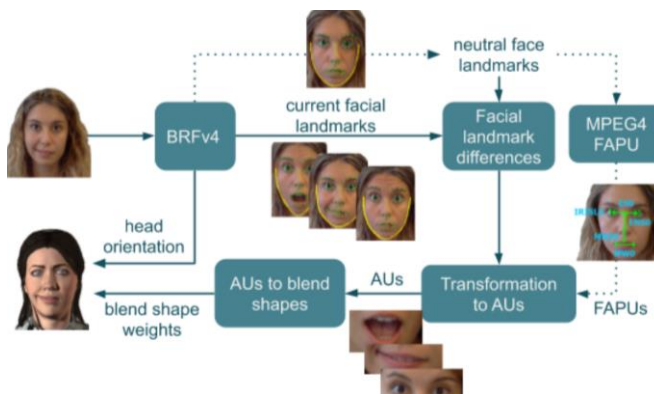 neutral face
landmarks
current facial
landmarks
BRFv4
Facial
landmark
differences
MPEG4
FAPU
head
orientation
AUs to blend
shapes
AUs
Transformation
to AUs
FAPUs
blend shape
weights